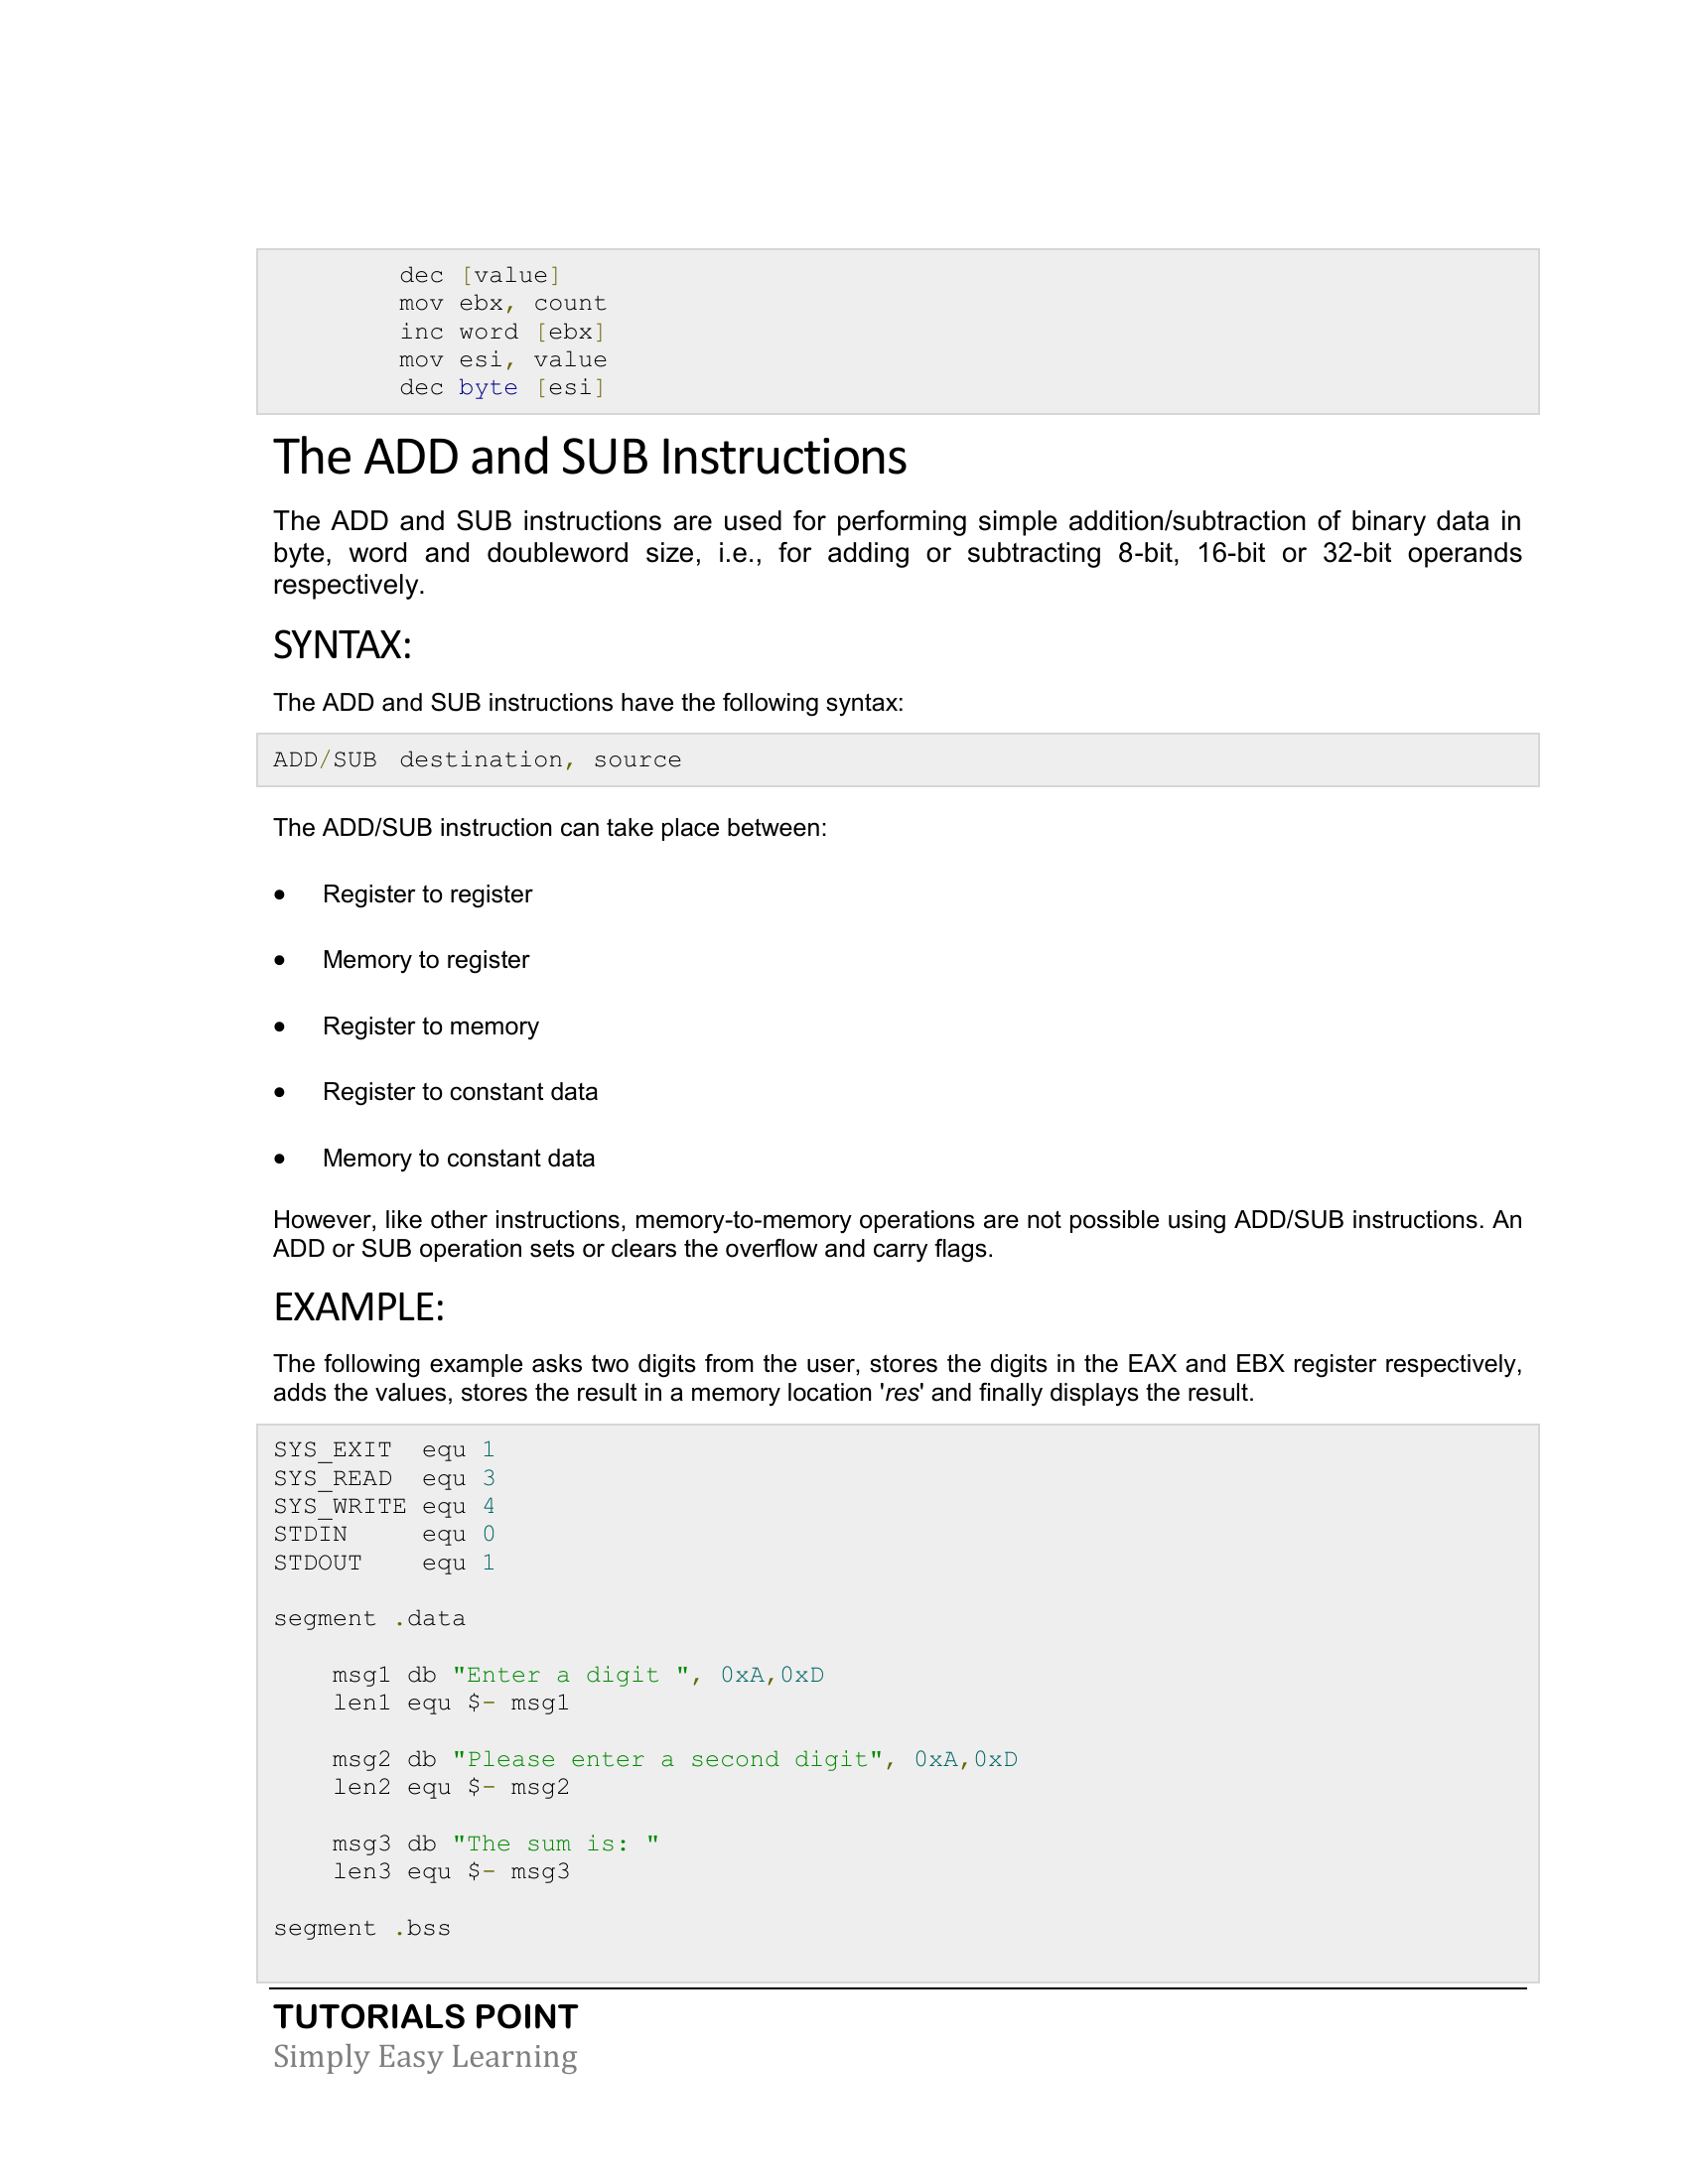 dec [value]
mov ebx, count
inc word [ebx]
mov esi, value
dec byte [esi]
The ADD and SUB Instructions
The ADD and SUB instructions are used for performing simple addition/subtraction of binary data in
byte, word and doubleword size, i.e., for adding or subtracting 8-bit, 16-bit or 32-bit operands
respectively.
SYNTAX:
The ADD and SUB instructions have the following syntax:
ADD/SUB destination, source
The ADD/SUB instruction can take place between:
• Register to register
• Memory to register
• Register to memory
• Register to constant data
• Memory to constant data
However, like other instructions, memory-to-memory operations are not possible using ADD/SUB instructions. An
ADD or SUB operation sets or clears the overflow and carry flags.
EXAMPLE:
The following example asks two digits from the user, stores the digits in the EAX and EBX register respectively,
adds the values, stores the result in a memory location 'res' and finally displays the result.
SYS_EXIT equ 1
SYS_READ equ 3
SYS_WRITE equ 4
STDIN equ 0
STDOUT equ 1
segment .data
msg1 db "Enter a digit ", 0xA,0xD
len1 equ $- msg1
msg2 db "Please enter a second digit", 0xA,0xD
len2 equ $- msg2
msg3 db "The sum is: "
len3 equ $- msg3
segment .bss
TUTORIALS POINT
Simply Easy Learning